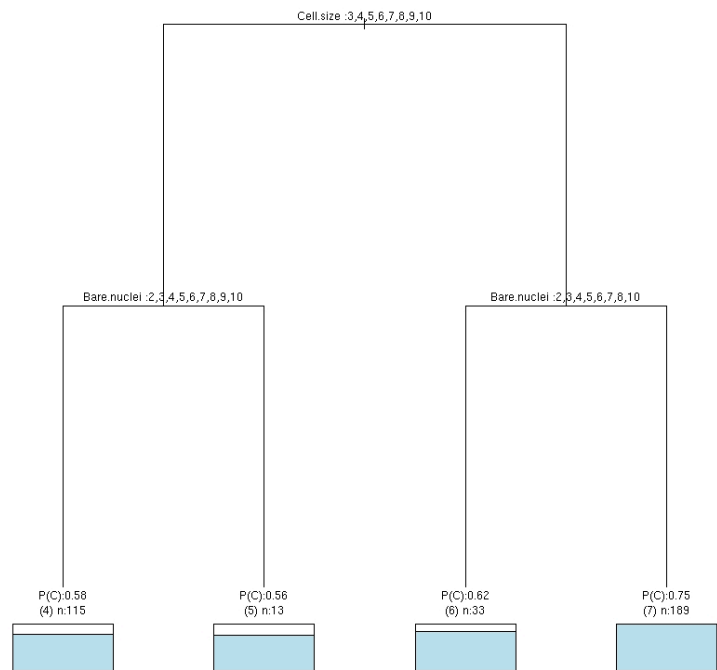 Cell.size :3,4,5,6,7,8,9,10
Bare.nuclei :2,3,4,5,6,7,8,9,10
Bare.nuclei :2,3,4,5,6,7,8,10
P(C):0.58
(4) n:115
P(C):0.56
(5) n:13
P(C):0.62
(6) n:33
P(C):0.75
(7) n:189